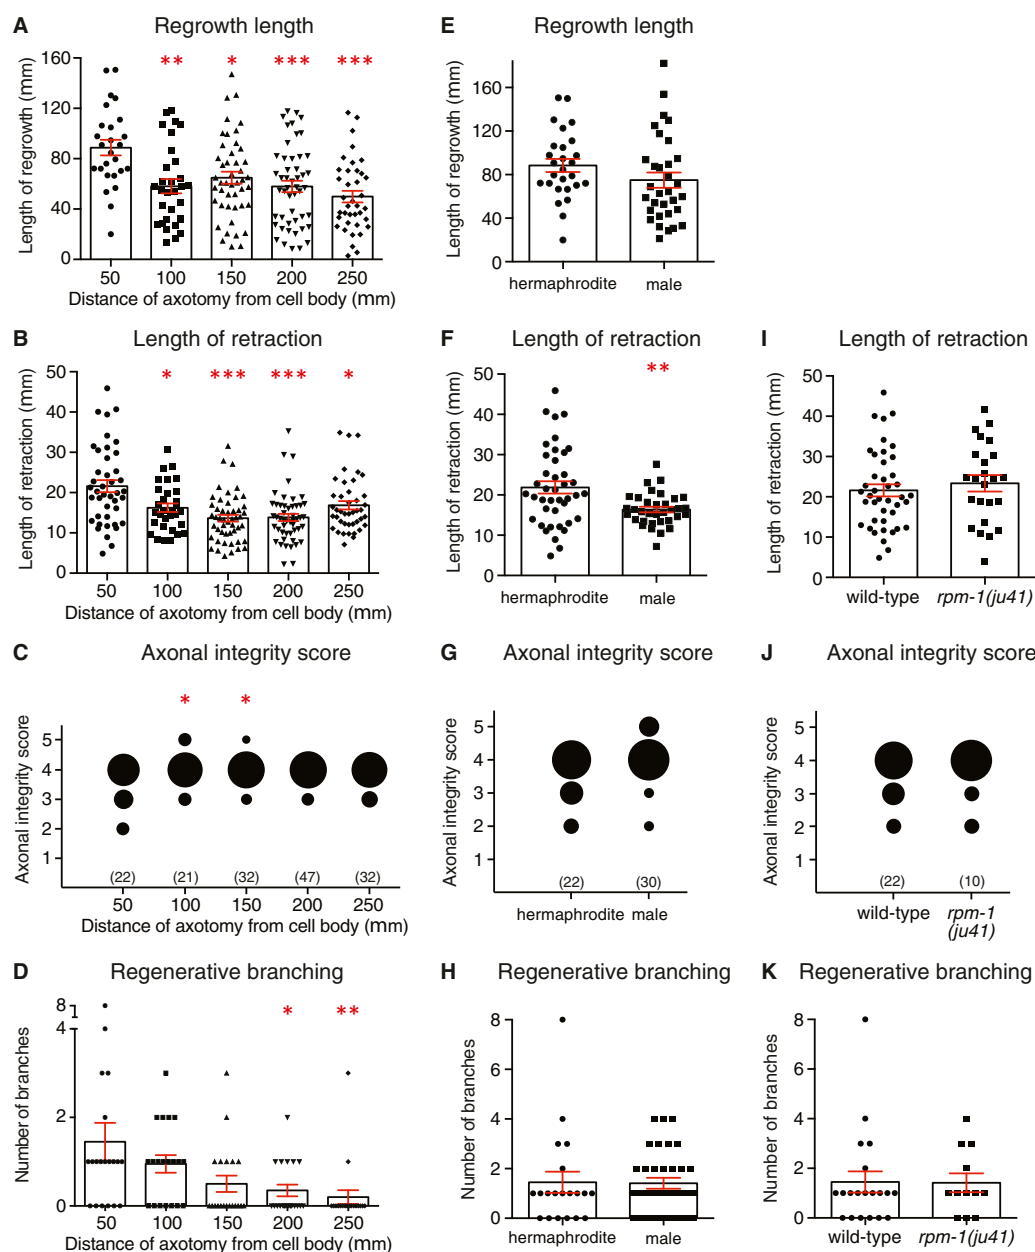 A Regrowth length
Length of regrowth (mm)
160
120
80
40
0
** * *** ***
50 100 150 200 250
Distance of axotomy from cell body (mm)
E Regrowth length
Length of regrowth (mm)
160
120
80
40
0
hermaphrodite male
B Length of retraction
Length of retraction (mm)
50
40
30
20
10
0
* *** *** *
50 100 150 200 250
Distance of axotomy from cell body (mm)
F Length of retraction
Length of retraction (mm)
50
40
30
20
10
0
**
hermaphrodite male
I Length of retraction
Length of retraction (mm)
40
30
20
10
0
wild-type rpm-1(ju41)
C Axonal integrity score
Axonal integrity score
* *
5
4
3
2
1
(22) (21) (32) (47) (32)
50 100 150 200 250
Distance of axotomy from cell body (mm)
G Axonal integrity score
Axonal integrity score
5
4
3
2
1
(22) (30)
hermaphrodite male
J Axonal integrity score
Axonal integrity score
5
4
3
2
1
(22) (10)
wild-type rpm-1
(ju41)
D Regenerative branching
Number of branches
8
4
2
0
* **
50 100 150 200 250
Distance of axotomy from cell body (mm)
H Regenerative branching
Number of branches
8
6
4
2
0
hermaphrodite male
K Regenerative branching
Number of branches
8
6
4
2
0
wild-type rpm-1(ju41)